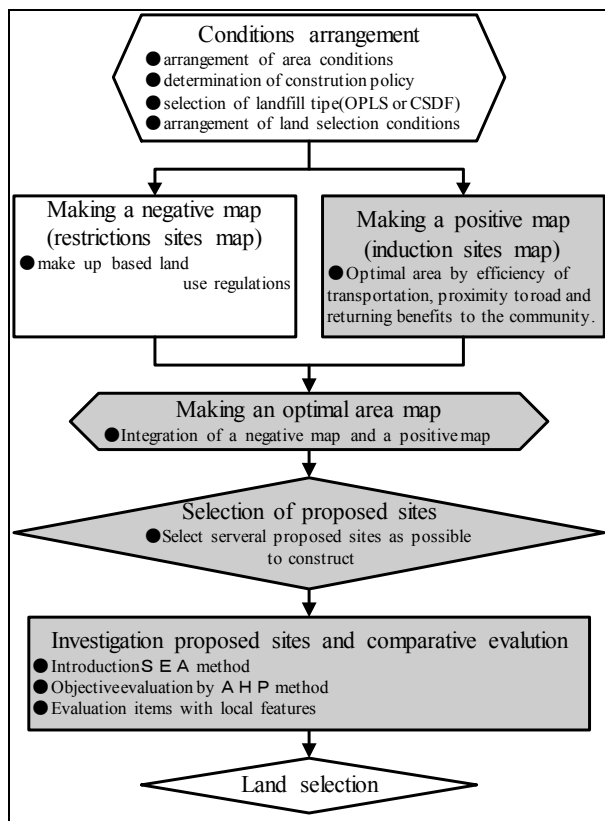 Conditions arrangement
●arrangement of area conditions
●determination of constrution policy
●selection of landfill tipe(OPLS or CSDF)
●arrangement of land selection conditions
Making a negative map
(restrictions sites map)
●make up based land
use regulations
Making a positive map
(induction sites map)
●Optimal area by efficiency of
transportation, proximity to road and
returning benefits to the community.
Making an optimal area map
●Integration of a negative map and a positive map
Selection of proposed sites
●Select serveral proposed sites as possible
to construct
Investigation proposed sites and comparative evalution
●Introduction ＳＥＡ method
●Objective evaluation by ＡＨＰ method
●Evaluation items with local features
Land selection